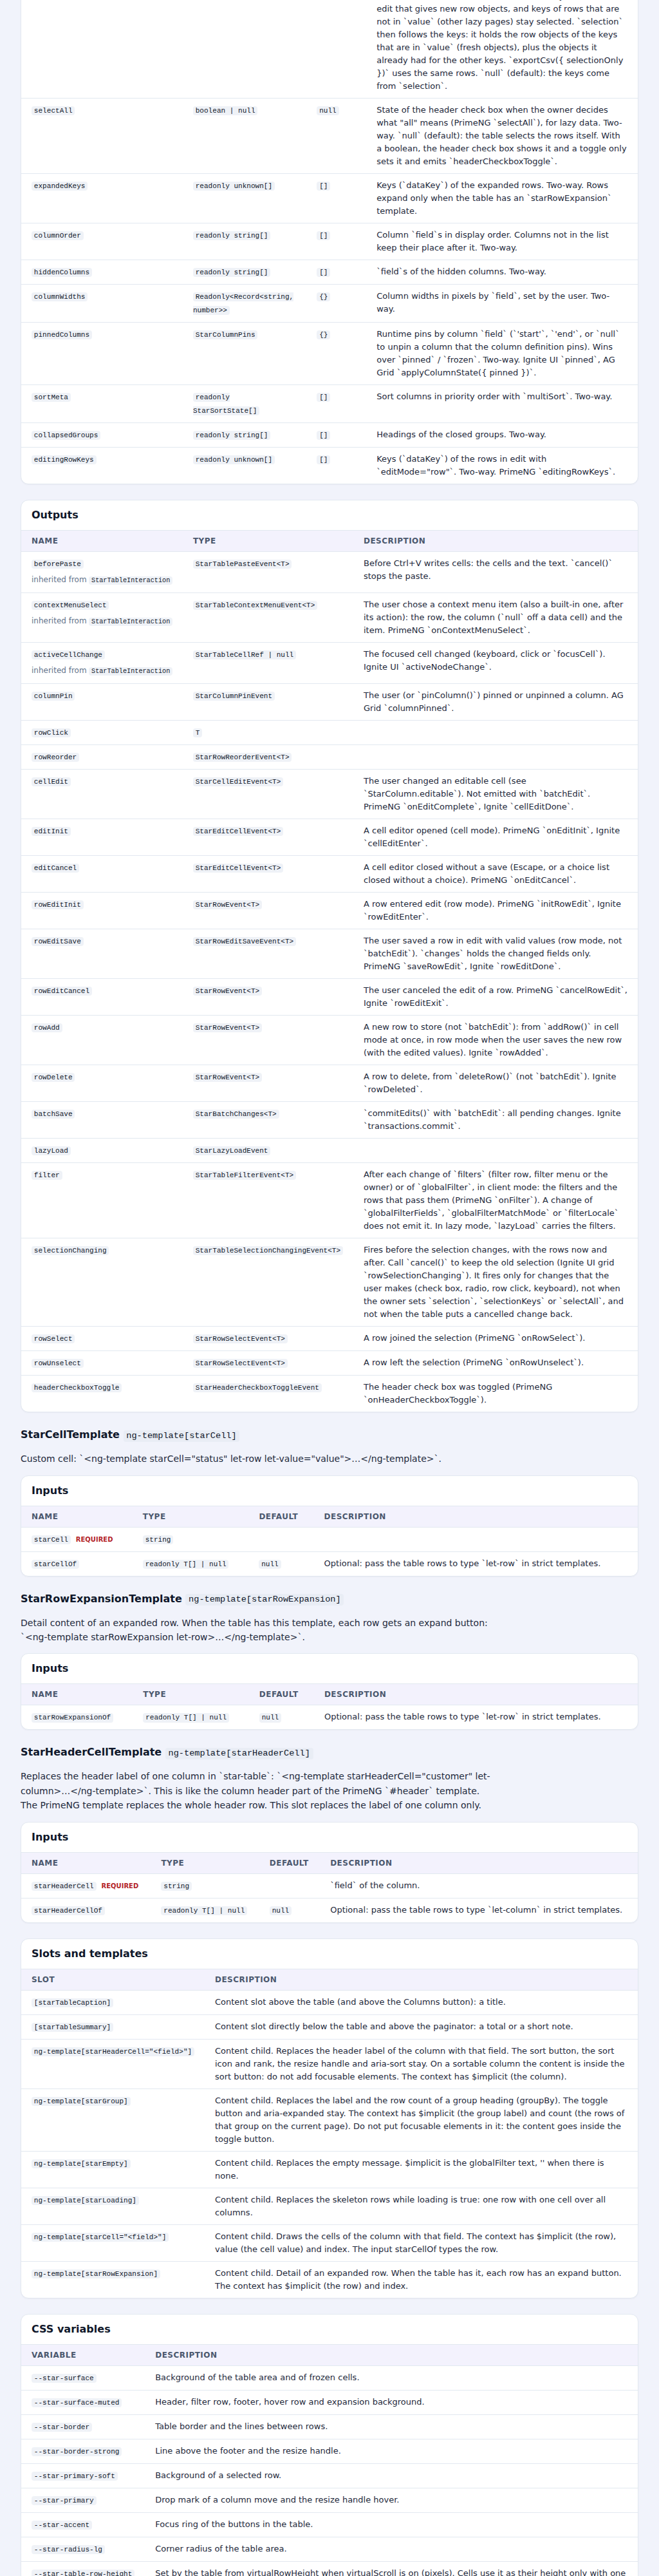 edit that gives new row objects, and keys of rows that are
not in `value` (other lazy pages) stay selected. `selection`
then follows the keys: it holds the row objects of the keys
that are in `value` (fresh objects), plus the objects it
already had for the other keys. `exportCsv({ selectionOnly
})` uses the same rows. `null` (default): the keys come
from `selection`.
selectAll boolean | null null State of the header check box when the owner decides
what "all" means (PrimeNG `selectAll`), for lazy data. Two-
way. `null` (default): the table selects the rows itself. With
a boolean, the header check box shows it and a toggle only
sets it and emits `headerCheckboxToggle`.
expandedKeys readonly unknown[] [] Keys (`dataKey`) of the expanded rows. Two-way. Rows
expand only when the table has an `starRowExpansion`
template.
columnOrder readonly string[] [] Column `field`s in display order. Columns not in the list
keep their place after it. Two-way.
hiddenColumns readonly string[] [] `field`s of the hidden columns. Two-way.
columnWidths Readonly<Record<string, {} Column widths in pixels by `field`, set by the user. Two-
number>> way.
pinnedColumns StarColumnPins {} Runtime pins by column `field` (`'start'`, `'end'`, or `null`
to unpin a column that the column definition pins). Wins
over `pinned` / `frozen`. Two-way. Ignite UI `pinned`, AG
Grid `applyColumnState({ pinned })`.
sortMeta readonly [] Sort columns in priority order with `multiSort`. Two-way.
StarSortState[]
collapsedGroups readonly string[] [] Headings of the closed groups. Two-way.
editingRowKeys readonly unknown[] [] Keys (`dataKey`) of the rows in edit with
`editMode="row"`. Two-way. PrimeNG `editingRowKeys`.
Outputs
NAME TYPE DESCRIPTION
beforePaste StarTablePasteEvent<T> Before Ctrl+V writes cells: the cells and the text. `cancel()`
inherited from StarTableInteraction stops the paste.
contextMenuSelect StarTableContextMenuEvent<T> The user chose a context menu item (also a built-in one, after
inherited from StarTableInteraction its action): the row, the column (`null` off a data cell) and the
item. PrimeNG `onContextMenuSelect`.
activeCellChange StarTableCellRef | null The focused cell changed (keyboard, click or `focusCell`).
inherited from StarTableInteraction Ignite UI `activeNodeChange`.
columnPin StarColumnPinEvent The user (or `pinColumn()`) pinned or unpinned a column. AG
Grid `columnPinned`.
rowClick T
rowReorder StarRowReorderEvent<T>
cellEdit StarCellEditEvent<T> The user changed an editable cell (see
`StarColumn.editable`). Not emitted with `batchEdit`.
PrimeNG `onEditComplete`, Ignite `cellEditDone`.
editInit StarEditCellEvent<T> A cell editor opened (cell mode). PrimeNG `onEditInit`, Ignite
`cellEditEnter`.
editCancel StarEditCellEvent<T> A cell editor closed without a save (Escape, or a choice list
closed without a choice). PrimeNG `onEditCancel`.
rowEditInit StarRowEvent<T> A row entered edit (row mode). PrimeNG `initRowEdit`, Ignite
`rowEditEnter`.
rowEditSave StarRowEditSaveEvent<T> The user saved a row in edit with valid values (row mode, not
`batchEdit`). `changes` holds the changed fields only.
PrimeNG `saveRowEdit`, Ignite `rowEditDone`.
rowEditCancel StarRowEvent<T> The user canceled the edit of a row. PrimeNG `cancelRowEdit`,
Ignite `rowEditExit`.
rowAdd StarRowEvent<T> A new row to store (not `batchEdit`): from `addRow()` in cell
mode at once, in row mode when the user saves the new row
(with the edited values). Ignite `rowAdded`.
rowDelete StarRowEvent<T> A row to delete, from `deleteRow()` (not `batchEdit`). Ignite
`rowDeleted`.
batchSave StarBatchChanges<T> `commitEdits()` with `batchEdit`: all pending changes. Ignite
`transactions.commit`.
lazyLoad StarLazyLoadEvent
filter StarTableFilterEvent<T> After each change of `filters` (filter row, filter menu or the
owner) or of `globalFilter`, in client mode: the filters and the
rows that pass them (PrimeNG `onFilter`). A change of
`globalFilterFields`, `globalFilterMatchMode` or `filterLocale`
does not emit it. In lazy mode, `lazyLoad` carries the filters.
selectionChanging StarTableSelectionChangingEvent<T> Fires before the selection changes, with the rows now and
after. Call `cancel()` to keep the old selection (Ignite UI grid
`rowSelectionChanging`). It fires only for changes that the
user makes (check box, radio, row click, keyboard), not when
the owner sets `selection`, `selectionKeys` or `selectAll`, and
not when the table puts a cancelled change back.
rowSelect StarRowSelectEvent<T> A row joined the selection (PrimeNG `onRowSelect`).
rowUnselect StarRowSelectEvent<T> A row left the selection (PrimeNG `onRowUnselect`).
headerCheckboxToggle StarHeaderCheckboxToggleEvent The header check was toggled (PrimeNG
`onHeaderCheckboxToggle`).
StarCellTemplate ng-template[starCell]
Custom cell: `<ng-template starCell="status" let-row let-value="value">…</ng-template>`.
Inputs
NAME TYPE DEFAULT DESCRIPTION
starCell REQUIRED string
starCellOf readonly T[] | null null Optional: pass the table rows to type `let-row` in strict templates.
StarRowExpansionTemplate ng-template[starRowExpansion]
Detail content of an expanded row. When the table has this template, each row gets an expand button:
`<ng-template starRowExpansion let-row>…</ng-template>`.
Inputs
NAME TYPE DEFAULT DESCRIPTION
starRowExpansionOf readonly T[] | null null Optional: pass the table rows to type `let-row` in strict templates.
StarHeaderCellTemplate ng-template[starHeaderCell]
Replaces the header label of one column in `star-table`: `<ng-template starHeaderCell="customer" let-
column>…</ng-template>`. This is like the column header part of the PrimeNG `#header` template.
The PrimeNG template replaces the whole header row. This slot replaces the label of one column only.
Inputs
NAME TYPE DEFAULT DESCRIPTION
starHeaderCell REQUIRED string `field` of the column.
starHeaderCellOf readonly T[] | null null Optional: pass the table rows to type `let-column` in strict templates.
Slots and templates
SLOT DESCRIPTION
[starTableCaption] Content slot above the table (and above the Columns button): a title.
[starTableSummary] Content slot directly below the table and above the paginator: a total or a short note.
ng-template[starHeaderCell="<field>"] Content child. Replaces the header label of the column with that field. The sort button, the sort
icon and rank, the resize handle and aria-sort stay. On a sortable column the content is inside the
sort button: do not add focusable elements. The context has $implicit (the column).
ng-template[starGroup] Content child. Replaces the label and the row count of a group heading (groupBy). The toggle
button and aria-expanded stay. The context has $implicit (the group label) and count (the rows of
that group on the current page). Do not put focusable elements in it: the content goes inside the
toggle button.
ng-template[starEmpty] Content child. Replaces the empty message. $implicit is the globalFilter text, '' when there is
none.
ng-template[starLoading] Content child. Replaces the skeleton rows while loading is true: one row with one cell over all
columns.
ng-template[starCell="<field>"] Content child. Draws the cells of the column with that field. The context has $implicit (the row),
value (the cell value) and index. The input starCellOf types the row.
ng-template[starRowExpansion] Content child. Detail of an expanded row. When the table has it, each row has an expand button.
The context has $implicit (the row) and index.
CSS variables
VARIABLE DESCRIPTION
--star-surface Background of the table area and of frozen cells.
--star-surface-muted Header, filter row, footer, hover row and expansion background.
--star-border Table border and the lines between rows.
--star-border-strong Line above the footer and the resize handle.
--star-primary-soft Background of a selected row.
--star-primary Drop mark of a column move and the resize handle hover.
--star-accent Focus ring of the buttons in the table.
--star-radius-lg Corner radius of the table area.
--star-table-row-height Set by the table from virtualRowHeight when virtualScroll is on (pixels). Cells use it as their height only with one